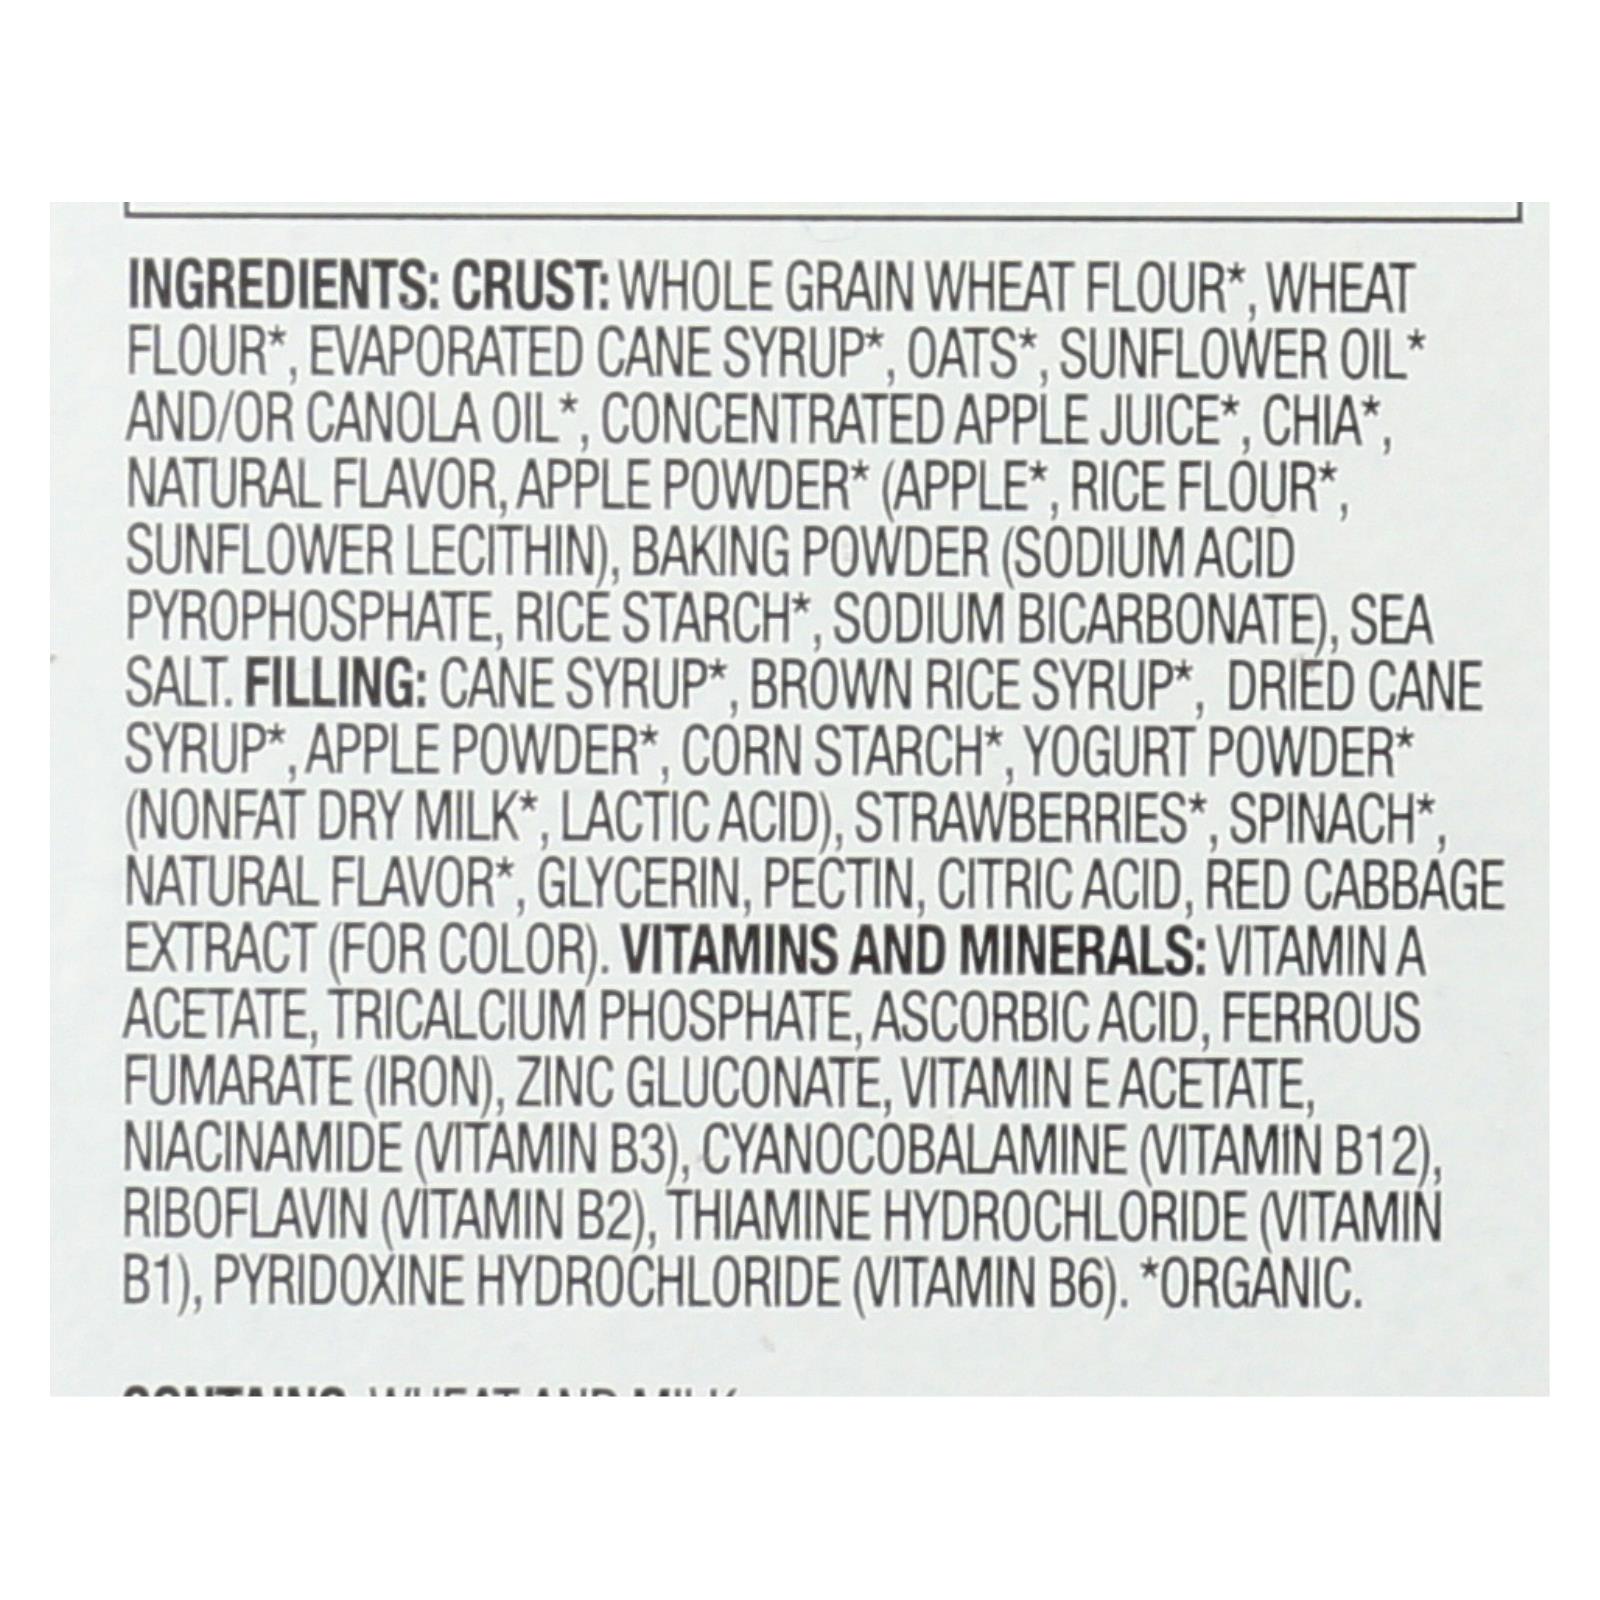 INGREDIENTS: CRUST: WHOLE GRAIN WHEAT FLOUR*, WHEAT
FLOUR*, EVAPORATED CANE SYRUP*, OATS*, SUNFLOWER OIL*
AND/OR CANOLA OIL*, CONCENTRATED APPLE JUICE*, CHIA*,
NATURAL FLAVOR, APPLE POWDER* (APPLE*, RICE FLOUR*,
SUNFLOWER LECITHIN), BAKING POWDER (SODIUM ACID
PYROPHOSPHATE, RICE STARCH*, SODIUM BICARBONATE), SEA
SALT. FILLING: CANE SYRUP*, BROWN RICE SYRUP*, DRIED CANE
SYRUP*, APPLE POWDER*, CORN STARCH*, YOGURT POWDER*
(NONFAT DRY MILK*, LACTIC ACID), STRAWBERRIES*, SPINACH*,
NATURAL FLAVOR*, GLYCERIN, PECTIN, CITRIC ACID, RED CABBAGE
EXTRACT (FOR COLOR). VITAMINS AND MINERALS: VITAMIN A
ACETATE, TRICALCIUM PHOSPHATE, ASCORBIC ACID, FERROUS
FUMARATE (IRON), ZINC GLUCONATE, VITAMIN E ACETATE,
NIACINAMIDE (VITAMIN B3), CYANOCOBALAMINE (VITAMIN B12),
RIBOFLAVIN (VITAMIN B2), THIAMINE HYDROCHLORIDE (VITAMIN
B1), PYRIDOXINE HYDROCHLORIDE (VITAMIN B6). *ORGANIC.
CONTAINS WHEAT AND MILK